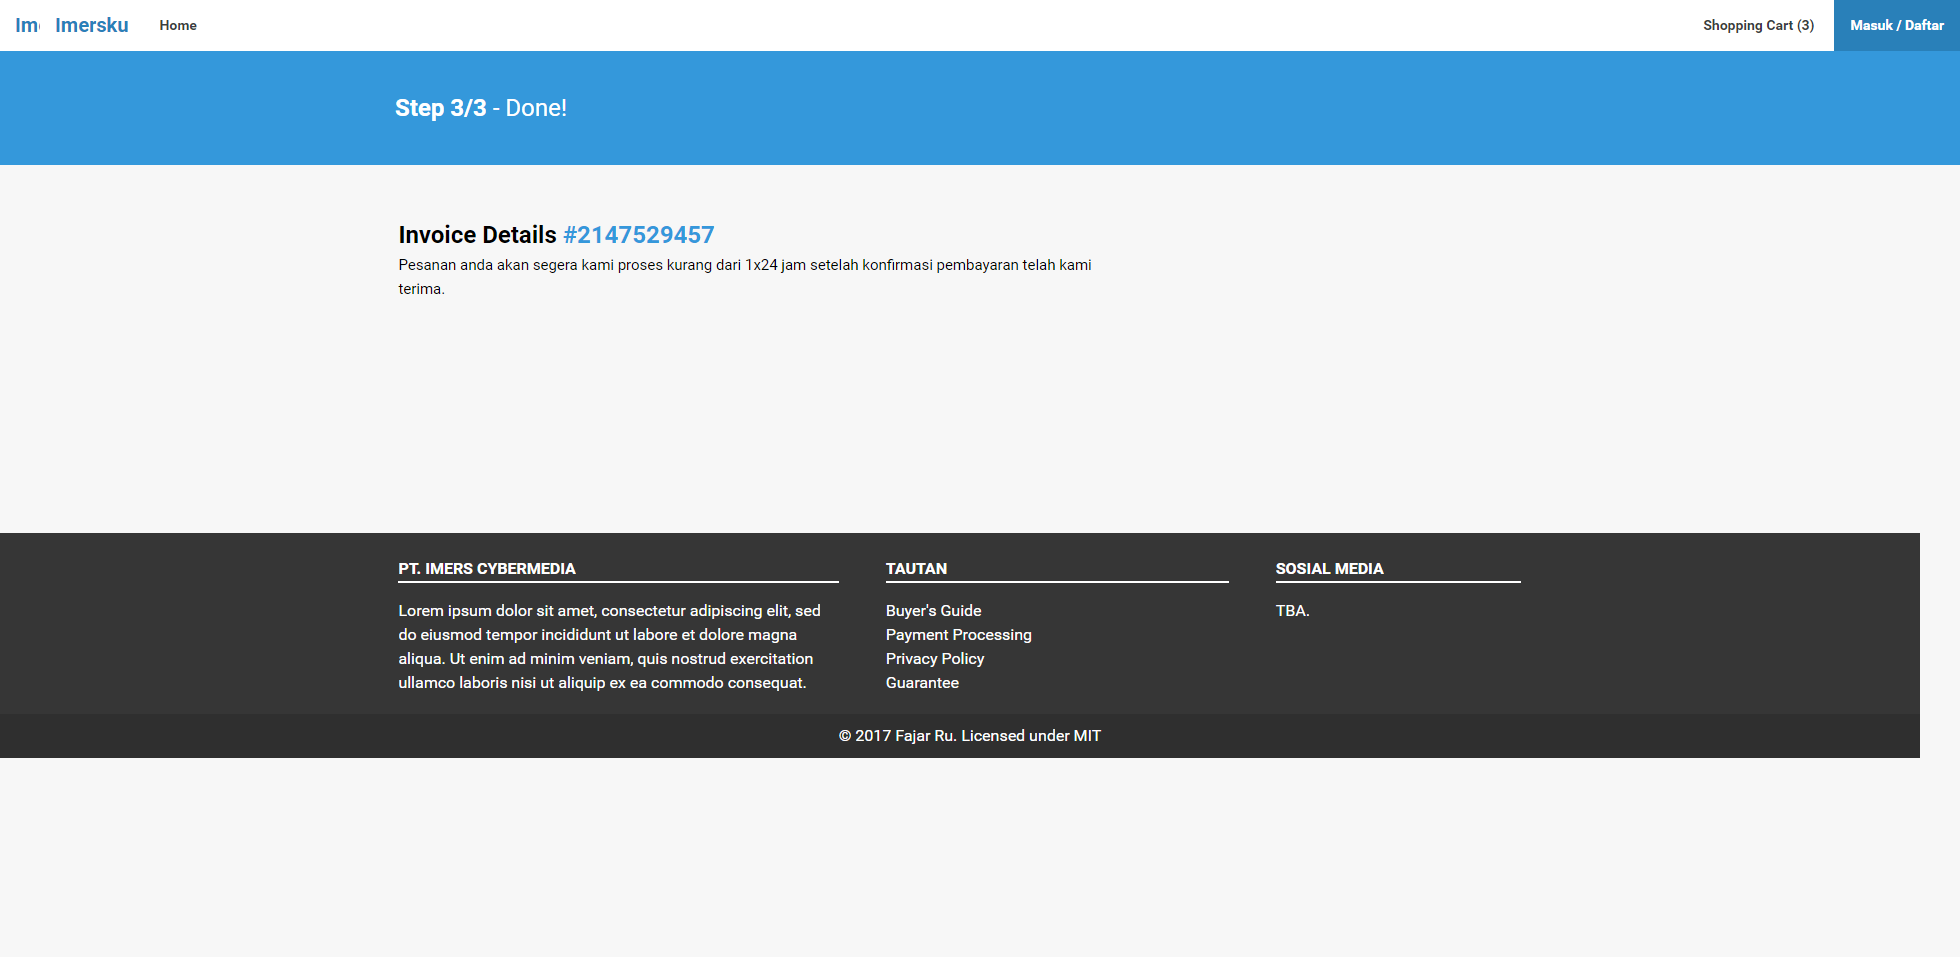 Im Imersku Home Shopping Cart (3) Masuk / Daftar
Step 3/3 - Done!
Invoice Details #2147529457
Pesanan anda akan segera kami proses kurang dari 1x24 jam setelah konfirmasi pembayaran telah kami
terima.
PT. IMERS CYBERMEDIA
Lorem ipsum dolor sit amet, consectetur adipiscing elit, sed
do eiusmod tempor incididunt ut labore et dolore magna
aliqua. Ut enim ad minim veniam, quis nostrud exercitation
ullamco laboris nisi ut aliquip ex ea commodo consequat.
TAUTAN
Buyer's Guide
Payment Processing
Privacy Policy
Guarantee
SOSIAL MEDIA
TBA.
© 2017 Fajar Ru. Licensed under MIT